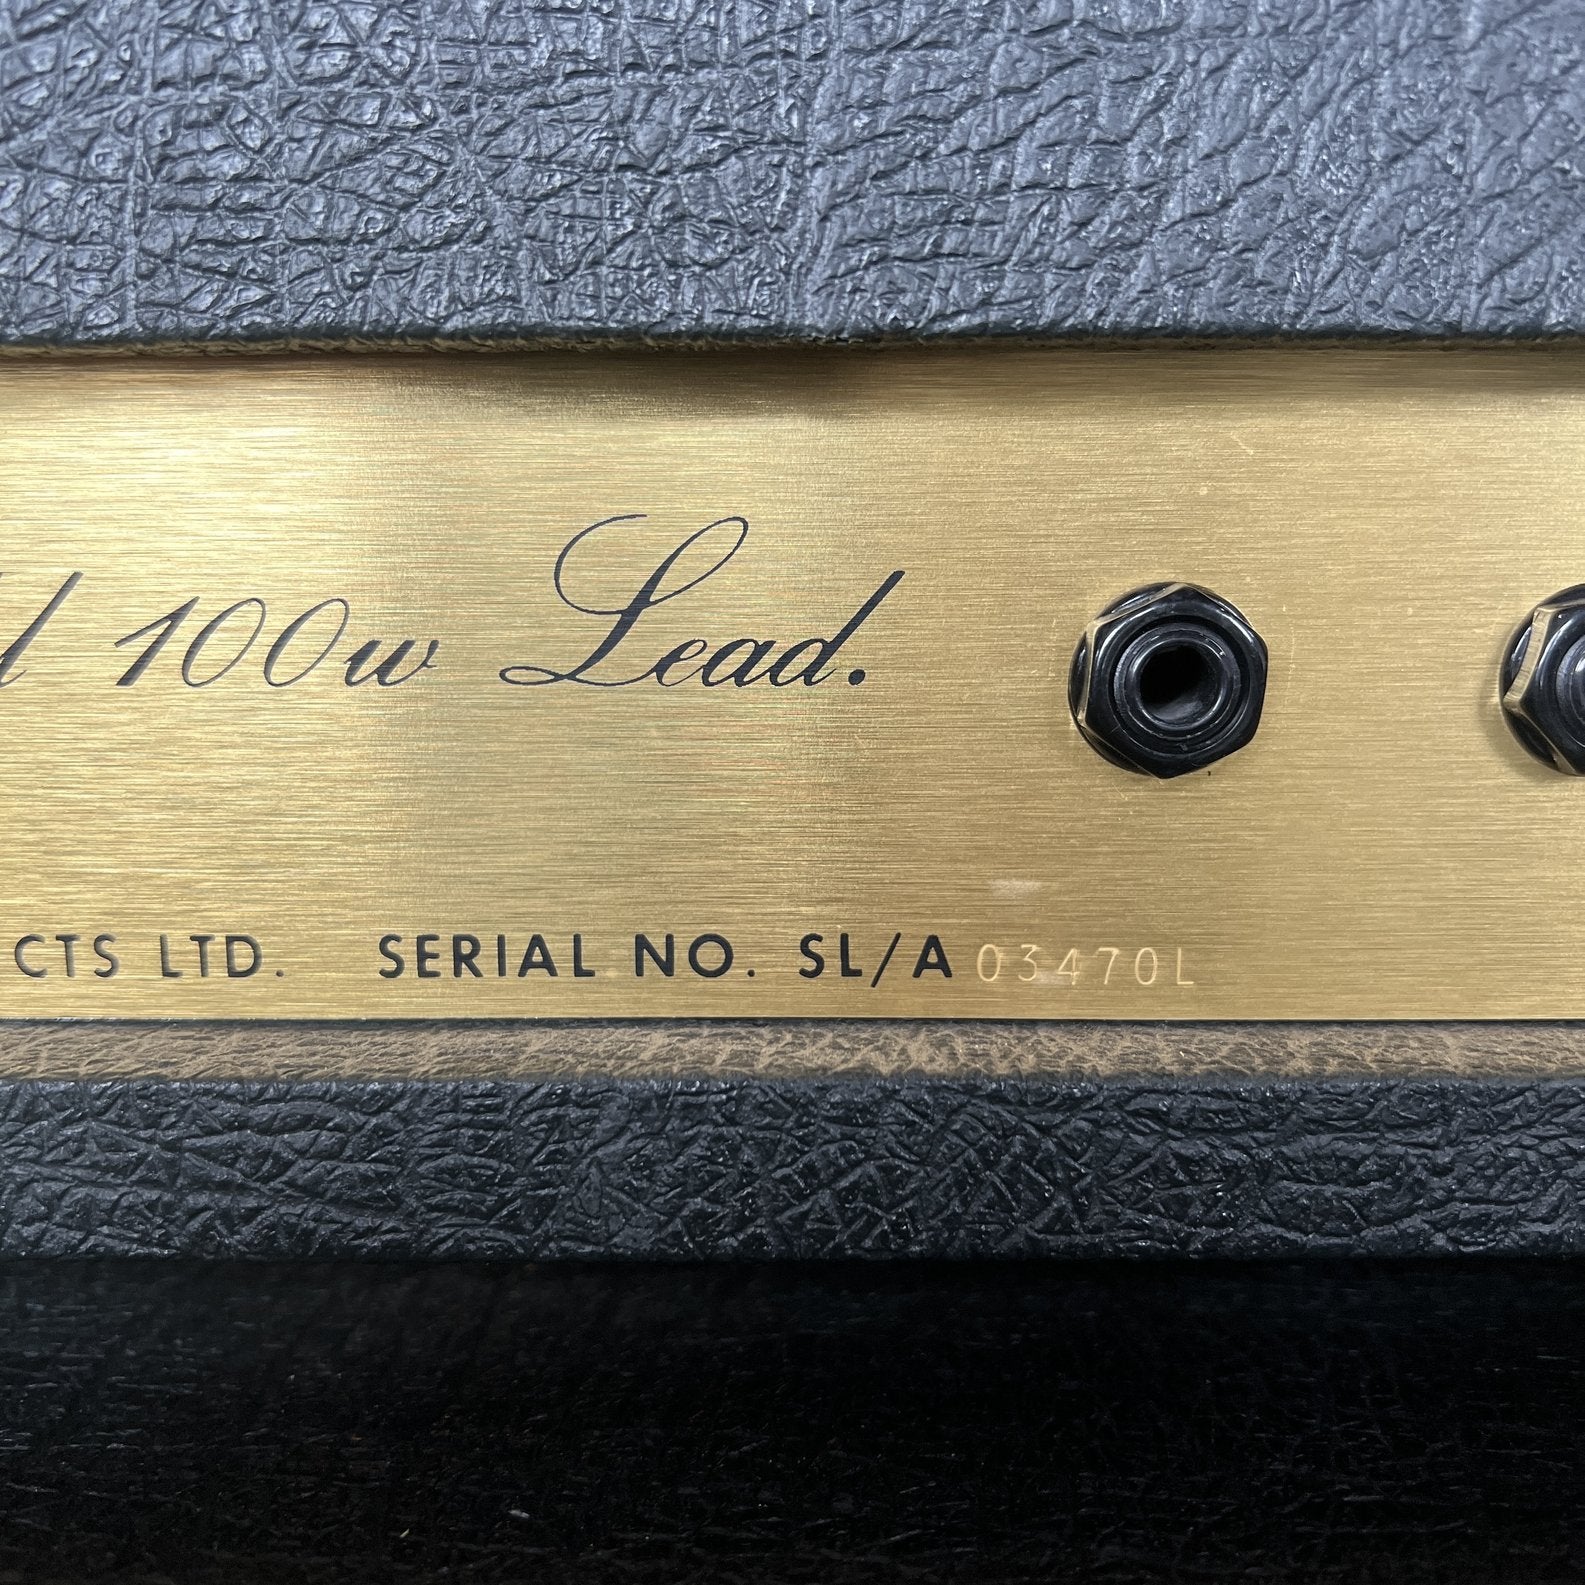 l 100w Lead.
CTS LTD. SERIAL NO. SL/A 03470L